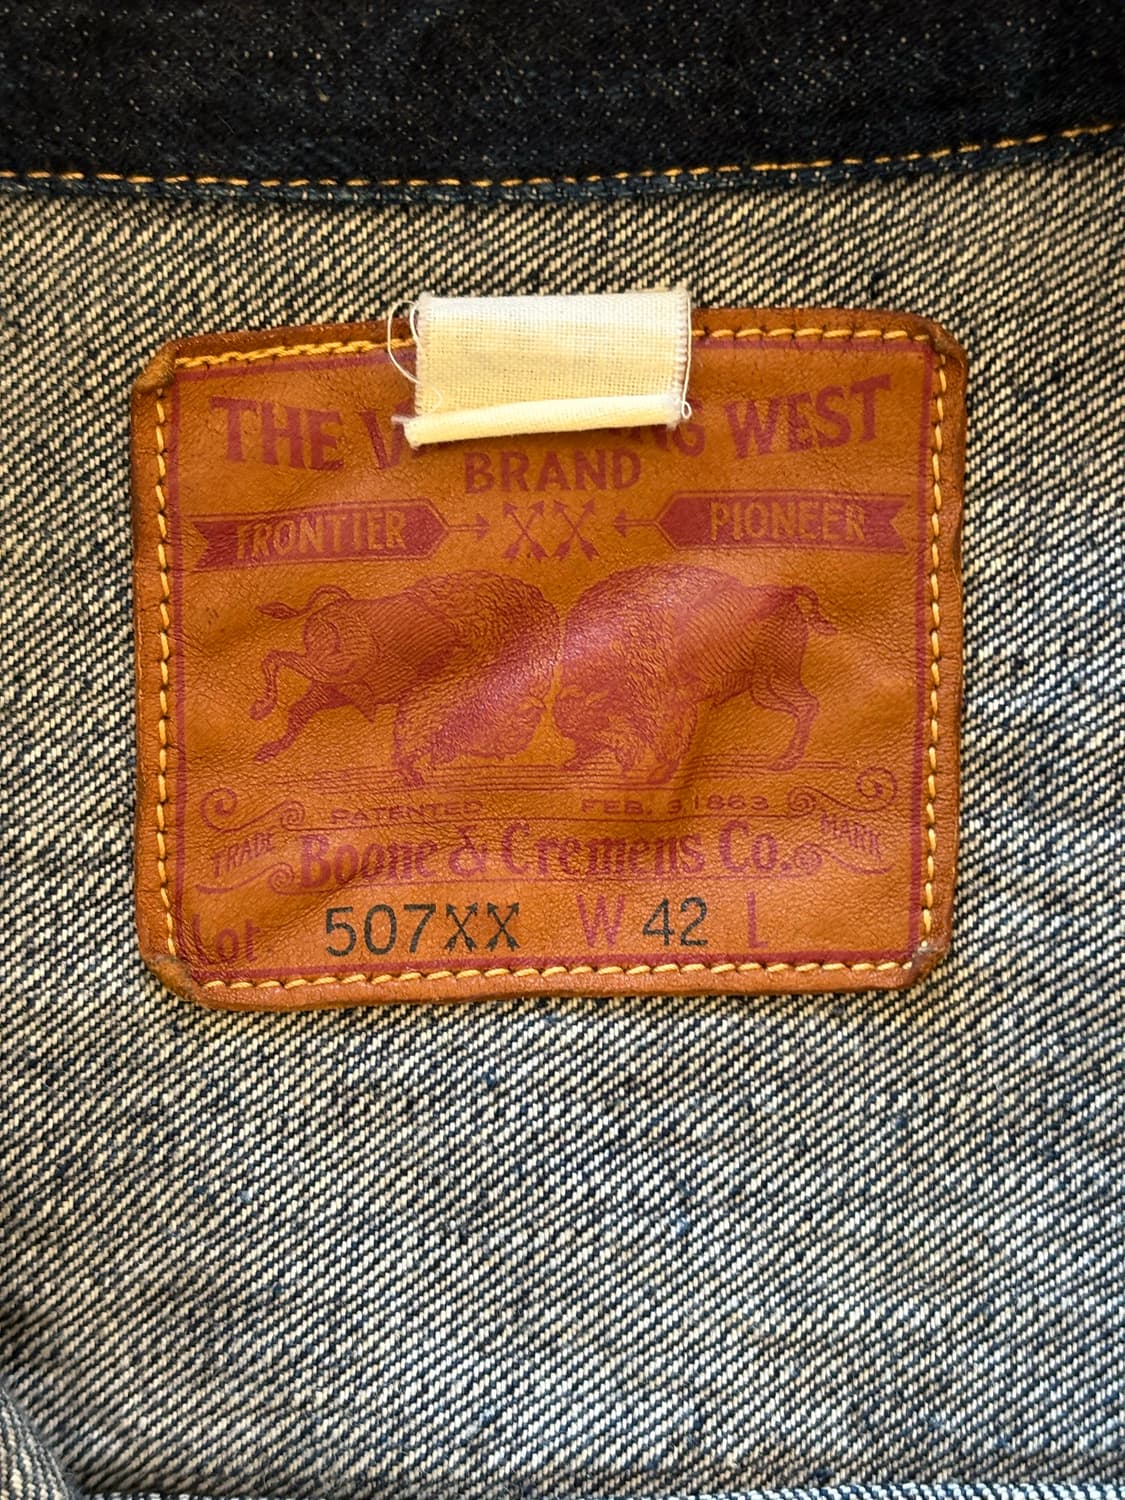 THE WEST
BRAND
FRONTIER XX PIONEER
PATENTED FEB. 3 1863
TRADE Boone & Cremens Co. MARK
Lot. 507XX W 42 L